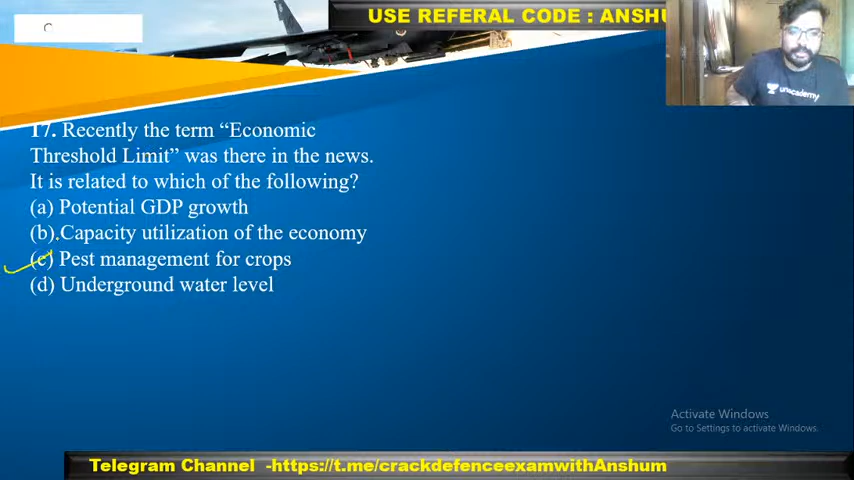 USE REFERAL CODE : ANSHU
unacademy
17. Recently the term “Economic
Threshold Limit” was there in the news.
It is related to which of the following?
(a) Potential GDP growth
(b).Capacity utilization of the economy
(c) Pest management for crops
(d) Underground water level
Activate Windows
Go to Settings to activate Windows.
Telegram Channel -https://t.me/crackdefenceexamwithAnshum